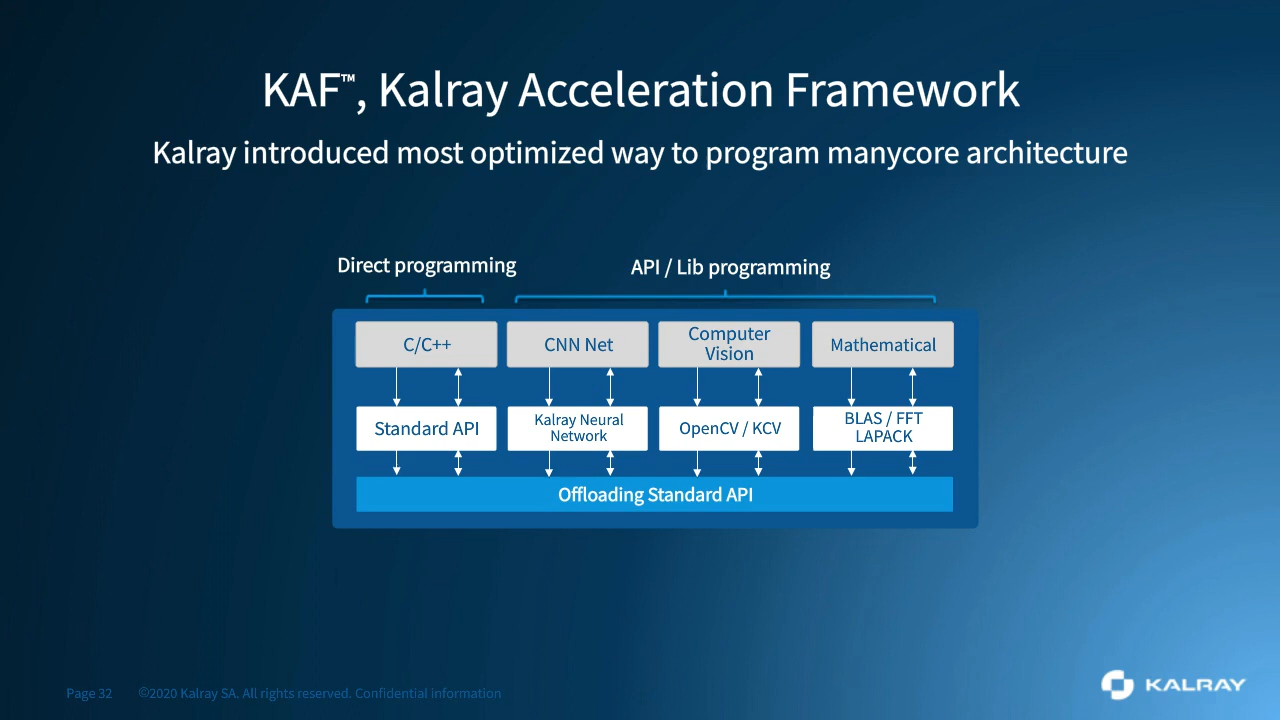 KAF™, Kalray Acceleration Framework
Kalray introduced most optimized way to program manycore architecture
Direct programming
API / Lib programming
C/C++
CNN Net
Computer
Vision
Mathematical
Standard API
Kalray Neural
Network
OpenCV / KCV
BLAS / FFT
LAPACK
Offloading Standard API
Page 32
©2020 Kalray SA. All rights reserved. Confidential information
KALRAY